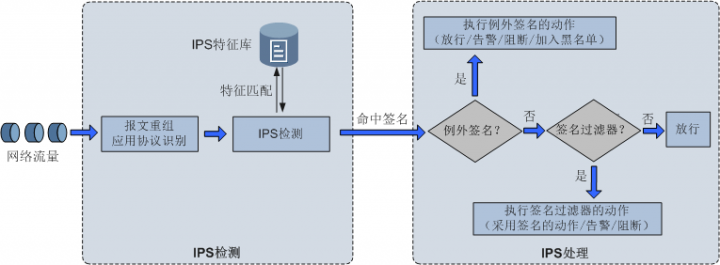 IPS特征库
特征匹配
网络流量
报文重组
应用协议识别
IPS检测
IPS检测
命中签名
执行例外签名的动作
（放行/告警/阻断/加入黑名单）
是
例外签名？
否
签名过滤器？
否
放行
是
执行签名过滤器的动作
（采用签名的动作/告警/阻断）
IPS处理